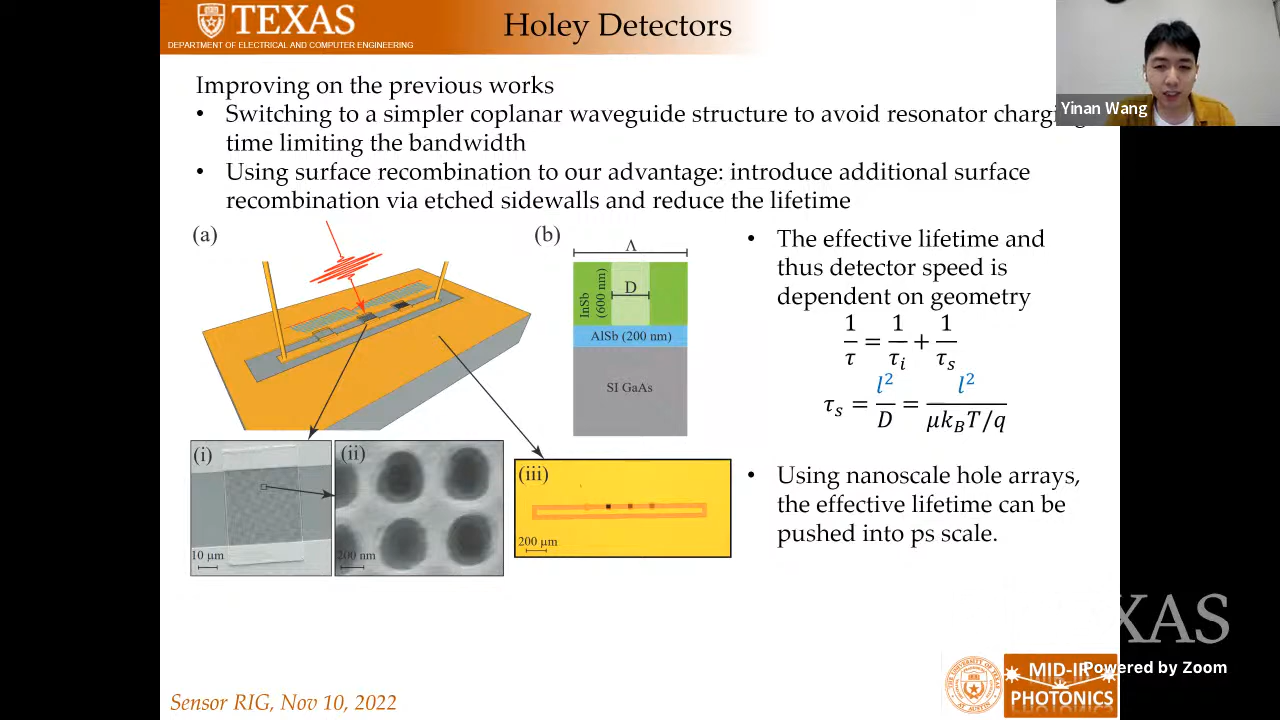 TEXAS
DEPARTMENT OF ELECTRICAL AND COMPUTER ENGINEERING
Holey Detectors
Yinan Wang
Improving on the previous works
• Switching to a simpler coplanar waveguide structure to avoid resonator charging
time limiting the bandwidth
• Using surface recombination to our advantage: introduce additional surface
recombination via etched sidewalls and reduce the lifetime
(a)
(b)
Λ
D
InSb
(600 nm)
AlSb (200 nm)
SI GaAs
• The effective lifetime and
thus detector speed is
dependent on geometry
1/τ = 1/τᵢ + 1/τₛ
τₛ = l²/D = l²/(μk_BT/q)
(i)
10 μm
(ii)
200 nm
(iii)
200 μm
• Using nanoscale hole arrays,
the effective lifetime can be
pushed into ps scale.
XAS
Powered by Zoom
MID-IR
PHOTONICS
Sensor RIG, Nov 10, 2022